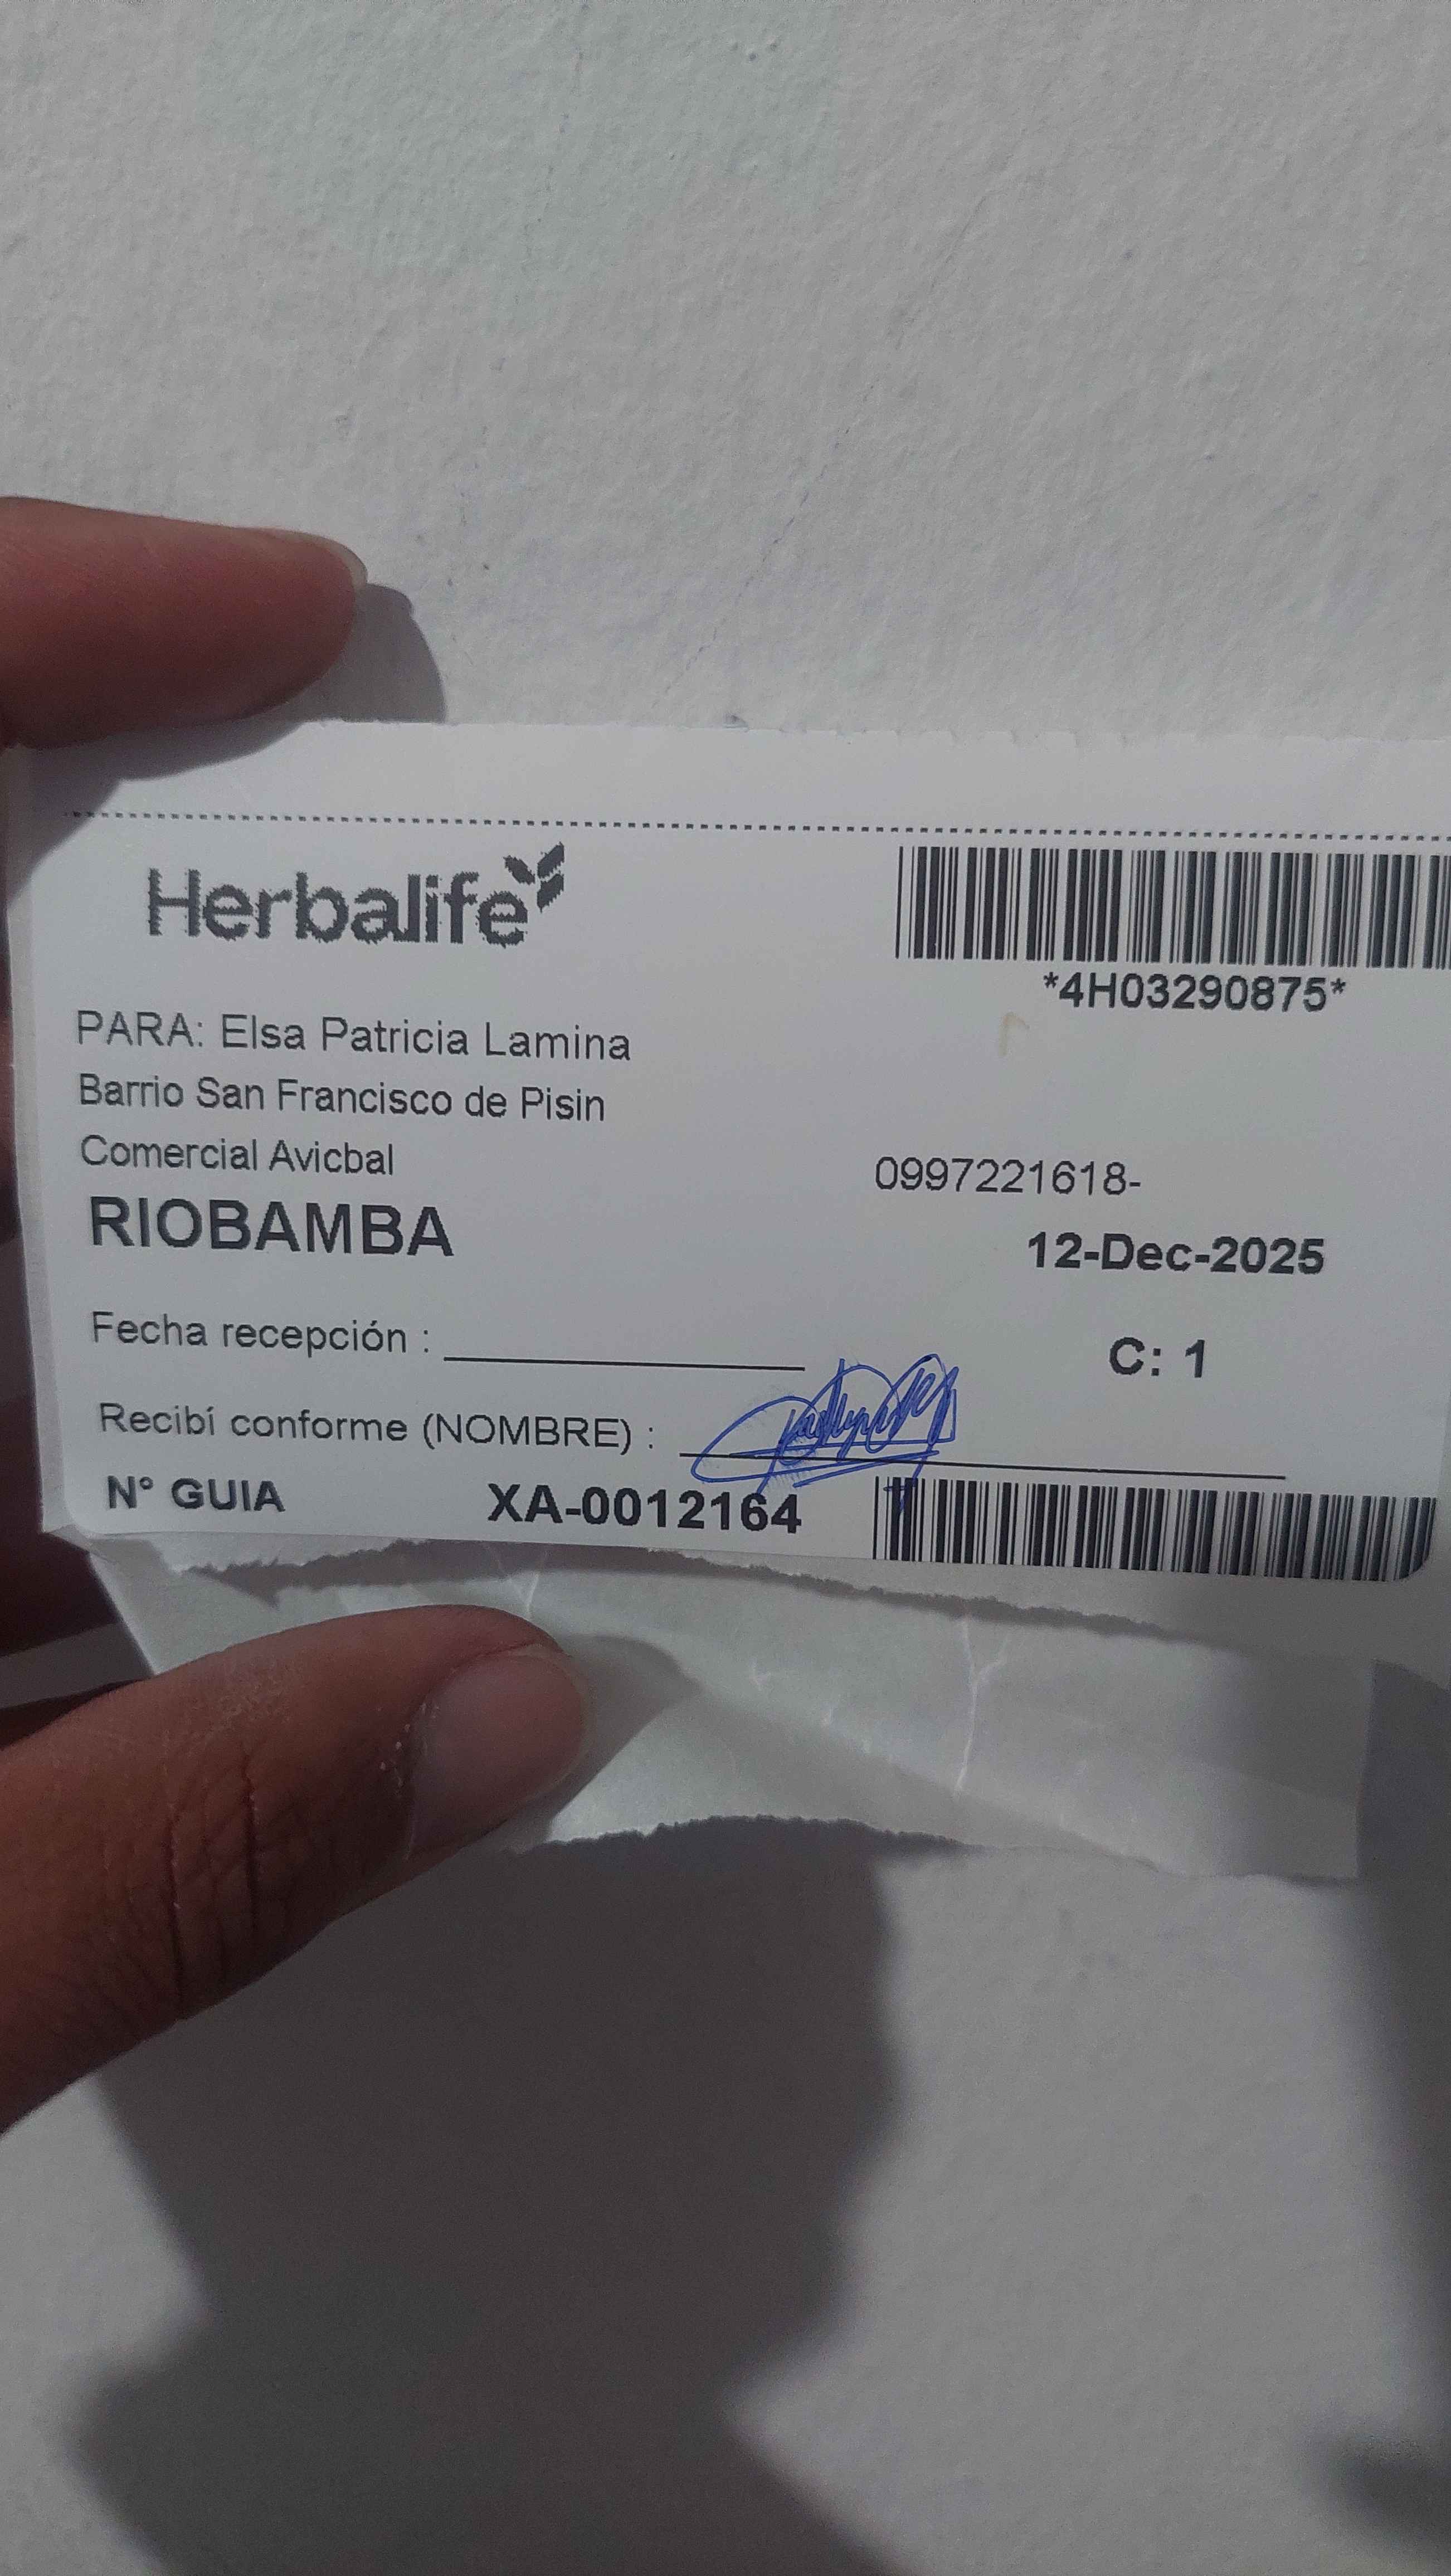 Herbalife
*4H03290875*
PARA: Elsa Patricia Lamina
Barrio San Francisco de Pisin
Comercial Avicbal
0997221618-
RIOBAMBA
12-Dec-2025
Fecha recepción :
C: 1
Recibí conforme (NOMBRE) :
N° GUIA XA-0012164